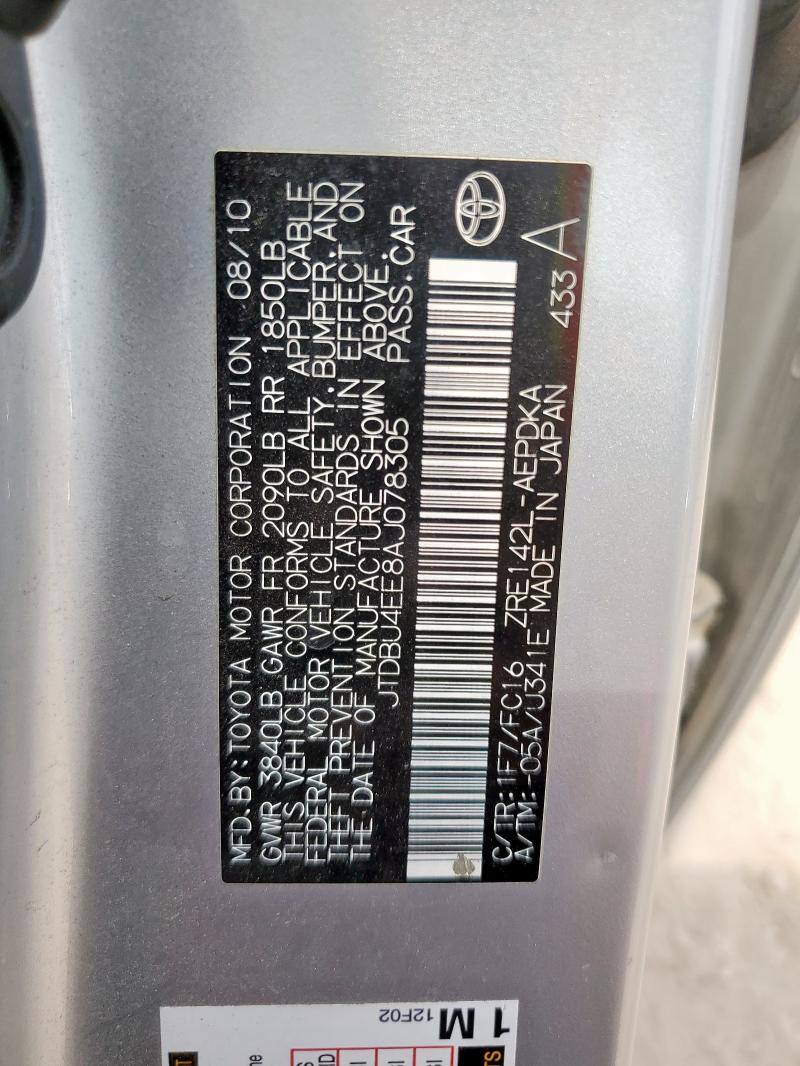 MFD.BY:TOYOTA MOTOR CORPORATION 08/10
GVWR 3840LB GAWR FR 2090LB RR 1850LB
THIS VEHICLE CONFORMS TO ALL APPLICABLE
FEDERAL MOTOR VEHICLE SAFETY,BUMPER,AND
THEFT PREVENTION STANDARDS IN EFFECT ON
THE DATE OF MANUFACTURE SHOWN ABOVE.
JTDBU4EE8AJ078305 PASS.CAR
C/TR:1F7/FC16 ZRE142L-AEPDKA
A/TM:-05A/U341E MADE IN JAPAN 433 A
1 M
12F02